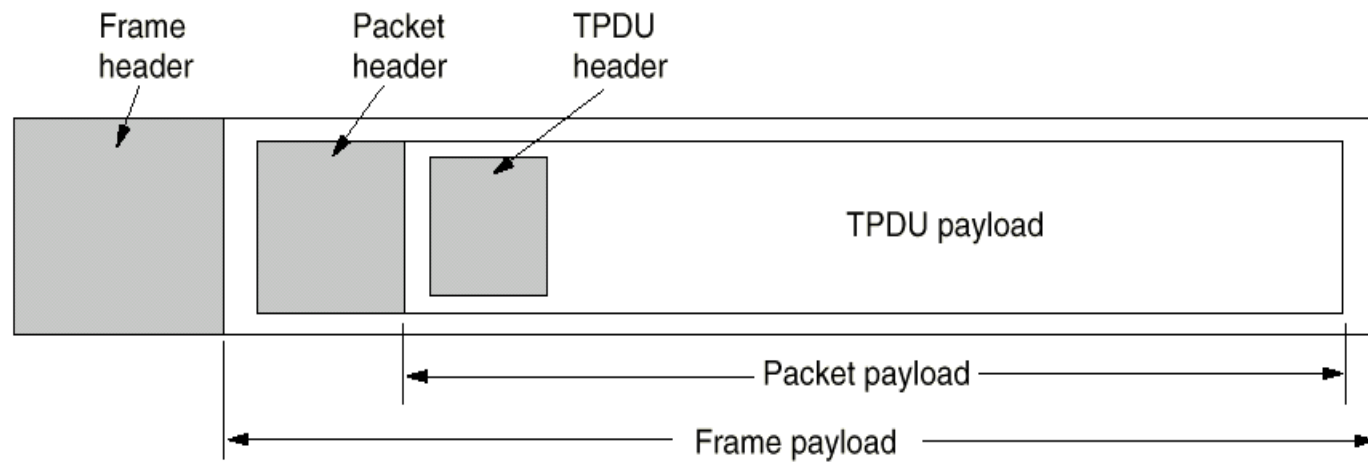 Frame
header
Packet
header
TPDU
header
TPDU payload
Packet payload
Frame payload